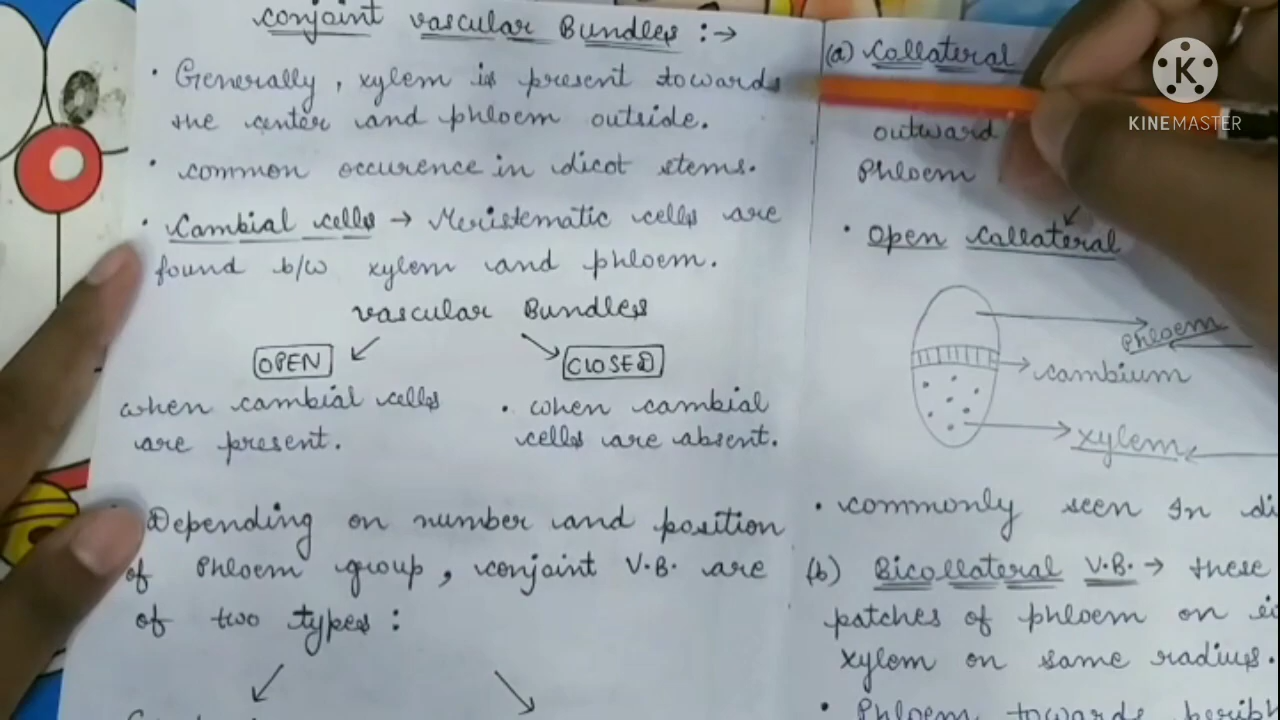 conjoint vascular Bundles :→
• Generally, xylem is present towards
the center and phloem outside.
• common occurence in dicot stems.
• Cambial cells → Meristematic cells are
found b/w xylem and phloem.
vascular Bundles
OPEN
CLOSED
when cambial cells
are present.
• when cambial
cells are absent.
Depending on number and position
of Phloem group, conjoint V.B. are
of two types :
(a) Collateral
outward
Phloem
• Open Collateral
Phloem
cambium
xylem
• commonly seen In
(b) Bicollateral V.B. → these
patches of phloem on
xylem on same radius.
• Phloem towards
KINEMASTER